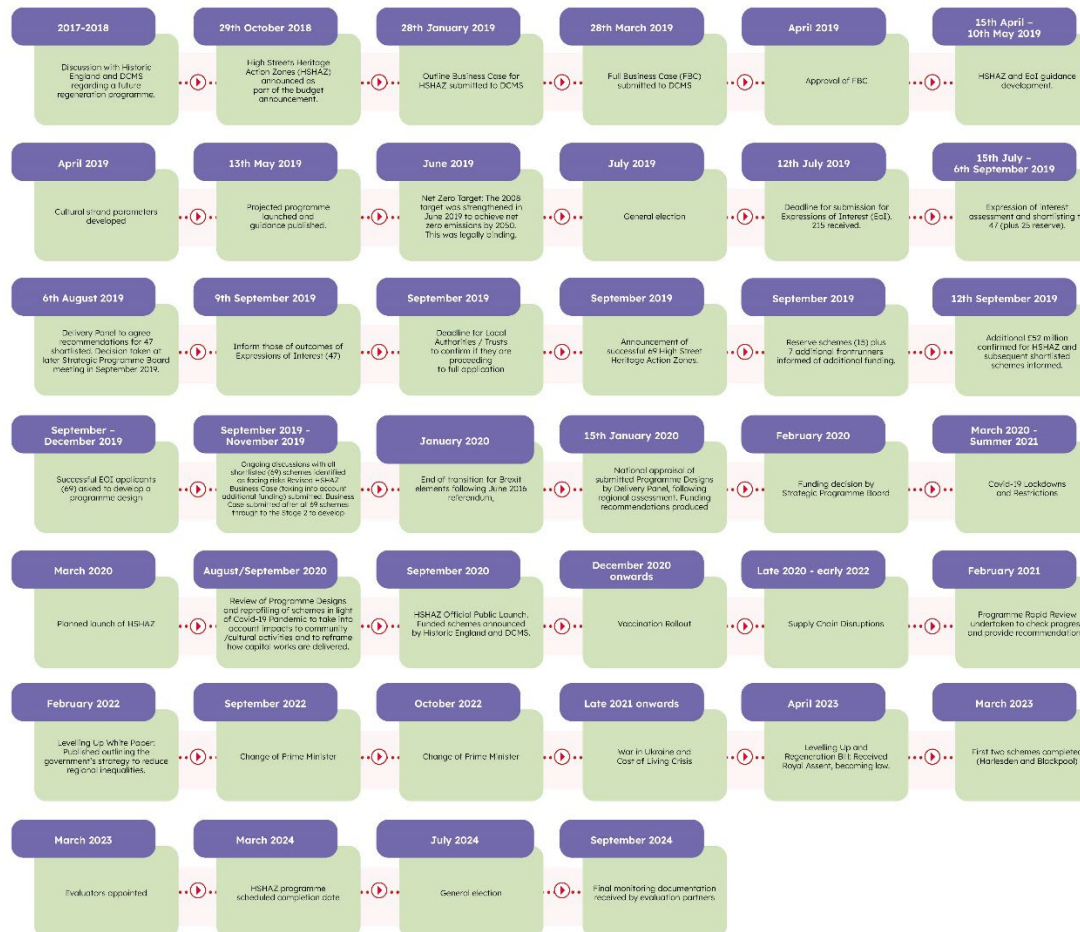 2017-2018
Discussion with Historic
England and DCMS
regarding a future
regeneration programme.
29th October 2018
High Streets Heritage
Action Zones (HSHAZ)
announced as
part of the budget
announcement.
28th January 2019
Outline Business Case for
HSHAZ submitted to DCMS
28th March 2019
Full Business Case (FBC)
submitted to DCMS
April 2019
Approval of FBC
15th April –
10th May 2019
HSHAZ and EoI guidance
development.
April 2019
Cultural strand parameters
developed
13th May 2019
Projected programme
launched and
guidance published.
June 2019
Net Zero Target: The 2008
target was strengthened in
June 2019 to achieve net
zero emissions by 2050.
This was legally binding.
July 2019
General election
12th July 2019
Deadline for submission for
Expressions of Interest (EoI).
215 received.
15th July –
6th September 2019
Expression of interest
assessment and shortlisting t
47 (plus 25 reserve).
6th August 2019
Delivery Panel to agree
recommendations for 47
shortlisted. Decision taken at
later Strategic Programme Board
meeting in September 2019.
9th September 2019
Inform those of outcomes of
Expressions of Interest (47)
September 2019
Deadline for Local
Authorities / Trusts
to confirm if they are
proceeding
to full application
September 2019
Announcement of
successful 69 High Street
Heritage Action Zones.
September 2019
Reserve schemes (15) plus
7 additional frontrunners
informed of additional funding.
12th September 2019
Additional £52 million
confirmed for HSHAZ and
subsequent shortlisted
schemes informed.
September –
December 2019
Successful EOI applicants
(69) asked to develop a
programme design
September 2019 -
November 2019
Ongoing discussions with all
shortlisted (69) schemes identified
as facing risks Revised HSHAZ
Business Case (taking into account
additional funding) submitted. Business
Case submitted after all 69 schemes
through to the Stage 2 to develop
January 2020
End of transition for Brexit
elements following June 2016
referendum,
15th January 2020
National appraisal of
submitted Programme Designs
by Delivery Panel, following
regional assessment. Funding
recommendations produced
February 2020
Funding decision by
Strategic Programme Board
March 2020 -
Summer 2021
Covid-19 Lockdowns
and Restrictions
March 2020
Planned launch of HSHAZ
August/September 2020
Review of Programme Designs
and reprofiling of schemes in light
of Covid-19 Pandemic to take into
account impacts to community
/cultural activities and to reframe
how capital works are delivered.
September 2020
HSHAZ Official Public Launch.
Funded schemes announced
by Historic England and DCMS.
December 2020
onwards
Vaccination Rollout
Late 2020 - early 2022
Supply Chain Disruptions
February 2021
Programme Rapid Review
undertaken to check progres
and provide recommendation
February 2022
Levelling Up White Paper:
Published outlining the
government's strategy to reduce
regional inequalities.
September 2022
Change of Prime Minister
October 2022
Change of Prime Minister
Late 2021 onwards
War in Ukraine and
Cost of Living Crisis
April 2023
Levelling Up and
Regeneration Bill: Received
Royal Assent, becoming law.
March 2023
First two schemes completed
(Harlesden and Blackpool)
March 2023
Evaluators appointed
March 2024
HSHAZ programme
scheduled completion date
July 2024
General election
September 2024
Final monitoring documentation
received by evaluation partners